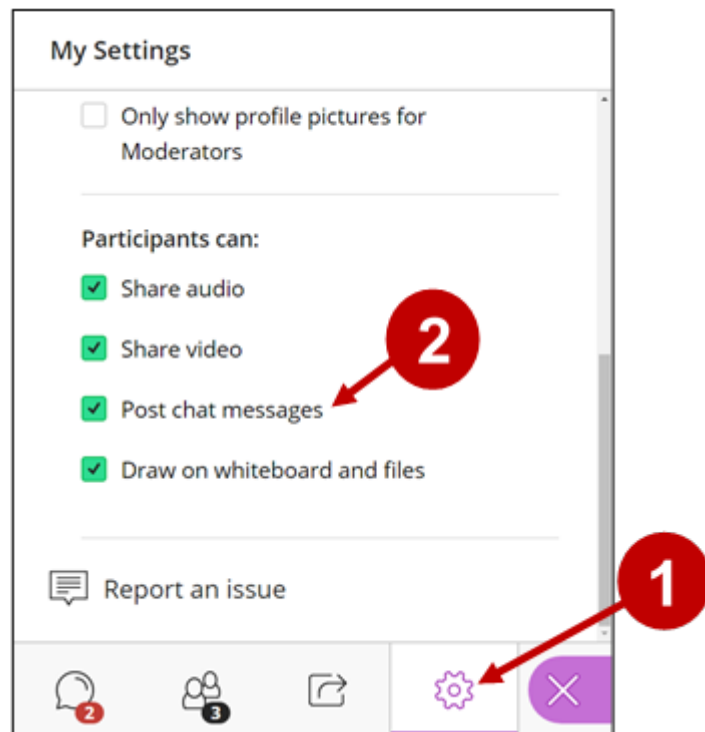 My Settings
Only show profile pictures for
Moderators
Participants can:
Share audio
2
Share video
Post chat messages
Draw on whiteboard and files
1
Report an issue
2
3